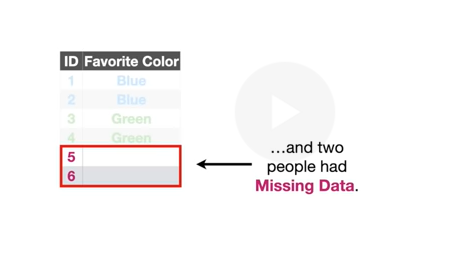 ID Favorite Color
1 Blue
2 Blue
3 Green
4 Green
5
6
…and two
people had
Missing Data.